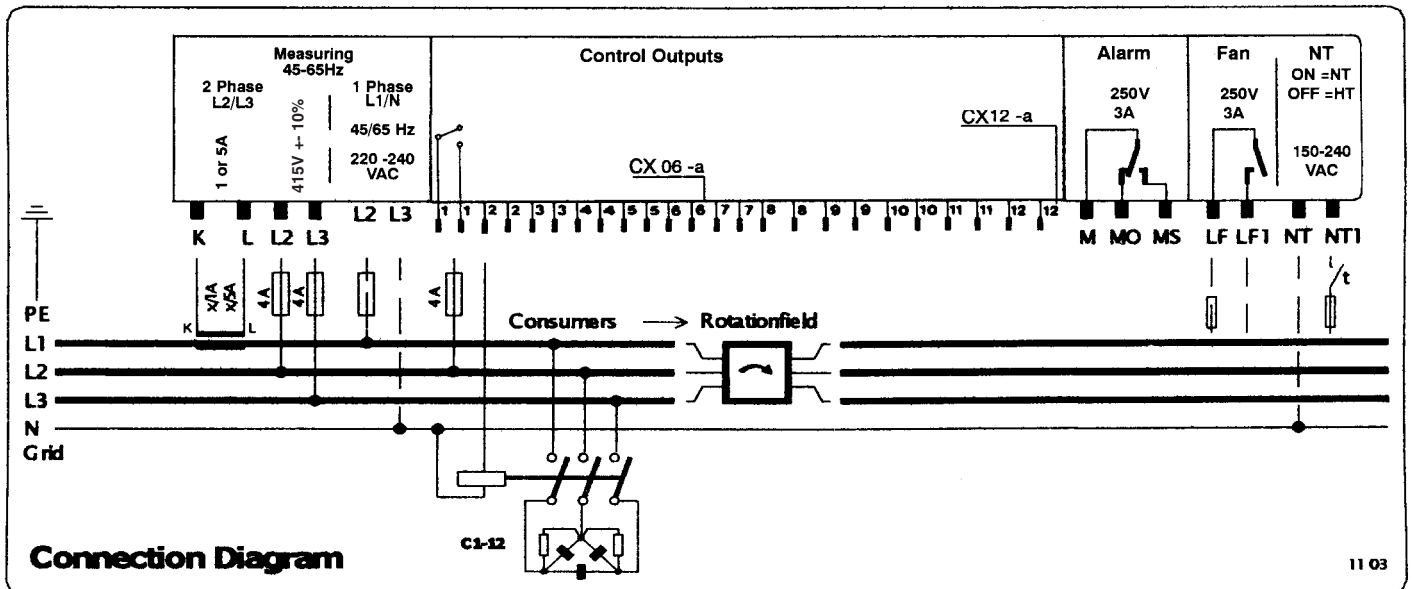 Measuring
45-65Hz
2 Phase
L2/L3
1 or 5A
415V +- 10%
1 Phase
L1/N
45/65 Hz
220 -240
VAC
Control Outputs
CX 06 -a
CX12 -a
Alarm
250V
3A
Fan
250V
3A
NT
ON =NT
OFF =HT
150-240
VAC
K L L2 L3 L2 L3
1 1 2 2 3 3 4 4 5 5 6 6 7 7 8 8 9 9 10 10 11 11 12 12
M MO MS LF LF1 NT NT1
X/1A
X/5A
4A
4A
4A
t
K L
PE
L1
L2
L3
N
Grid
Consumers → Rotationfield
C1-12
Connection Diagram
11 03